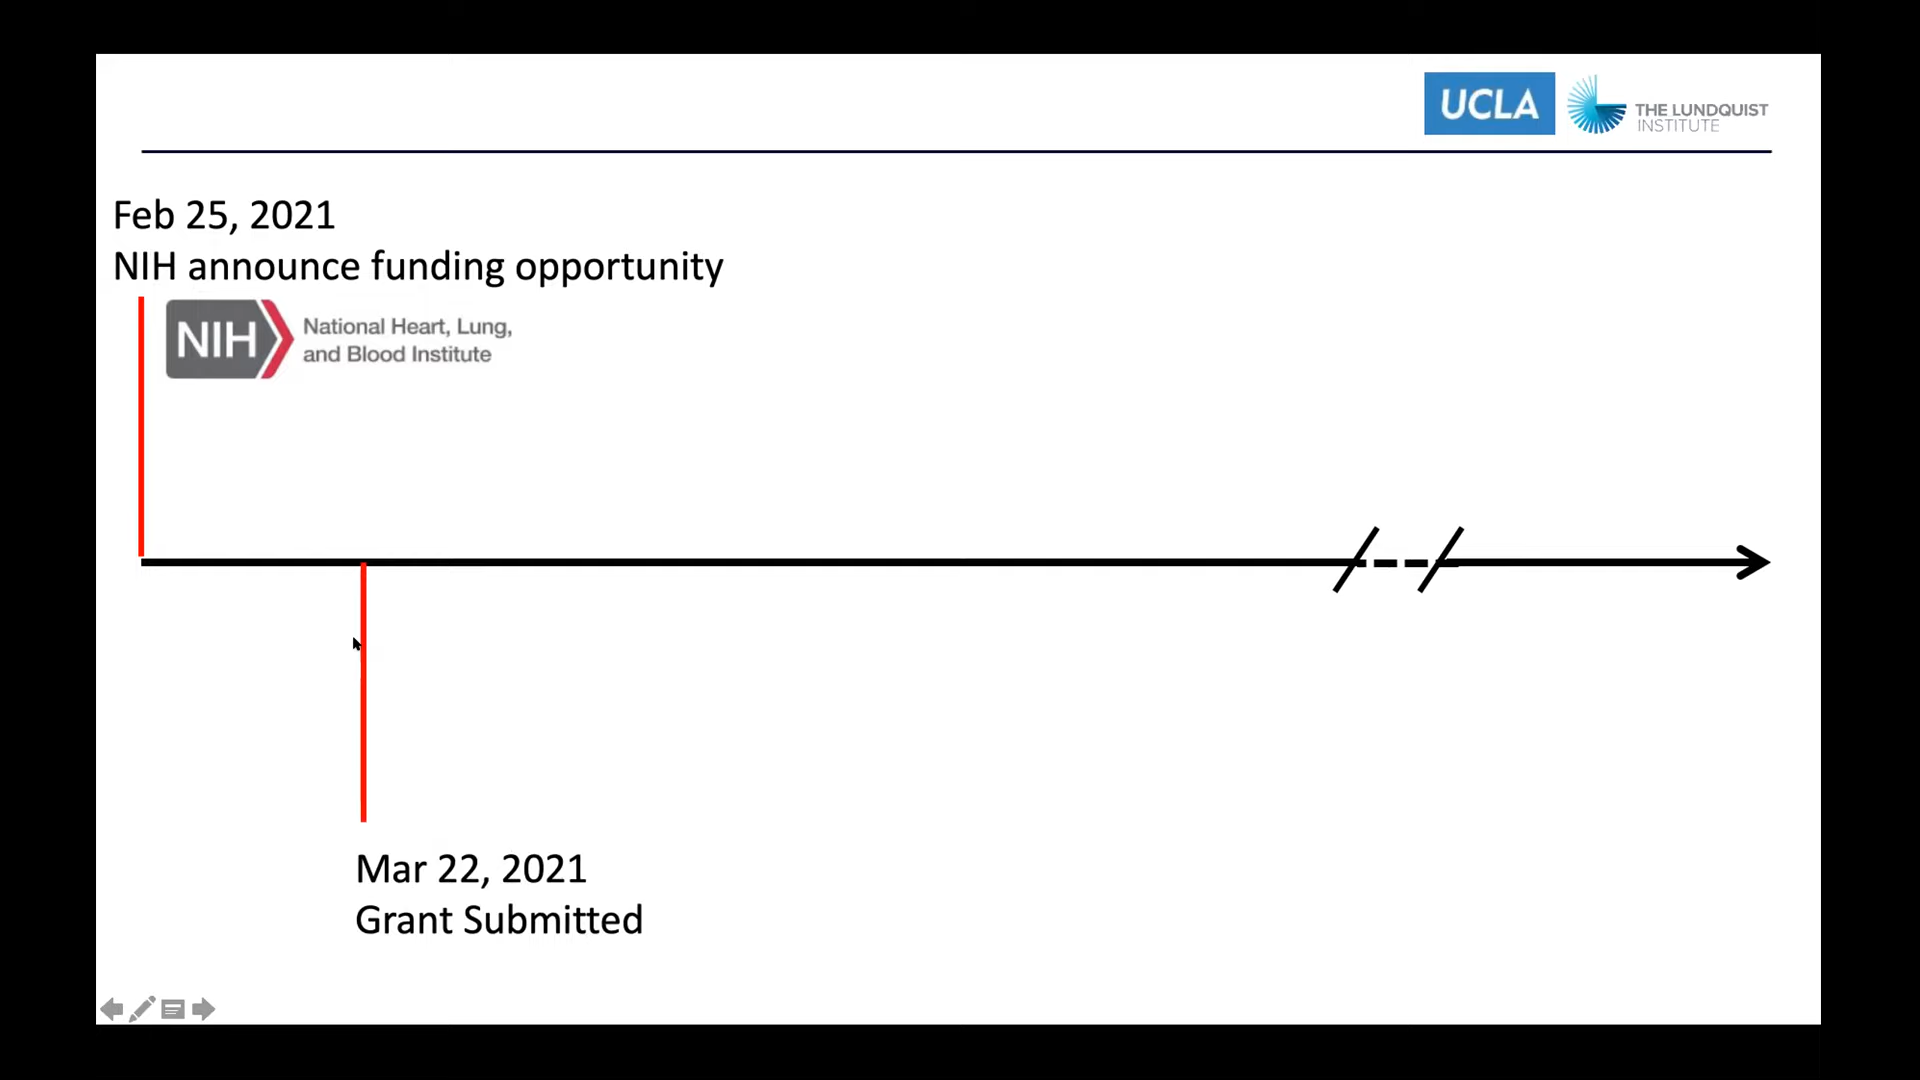 UCLA
THE LUNDQUIST
INSTITUTE
Feb 25, 2021
NIH announce funding opportunity
NIH
National Heart, Lung,
and Blood Institute
Mar 22, 2021
Grant Submitted